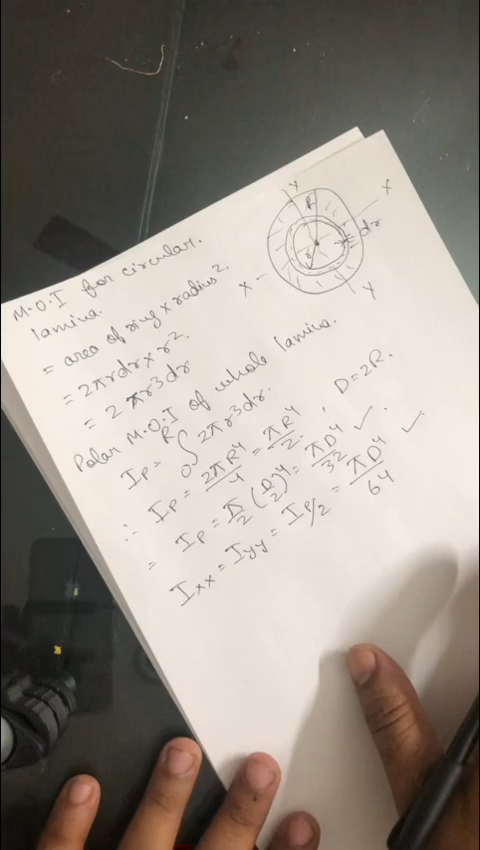 M.O.I for circular.
lamina.
= area of ring x radius².
= 2πrdr x r².
= 2πr³dr
Polar M.O.I of whole lamina.
Ip = ∫₀ᴿ 2πr³dr.
∴ Ip = 2πR⁴/4 = πR⁴/2 , D=2R.
= Ip = π/2 (D/2)⁴ = πD⁴/32 ✓.
Ixx = Iyy = Ip/2 = πD⁴/64 ✓
Y
X
R
dr
r
X
Y